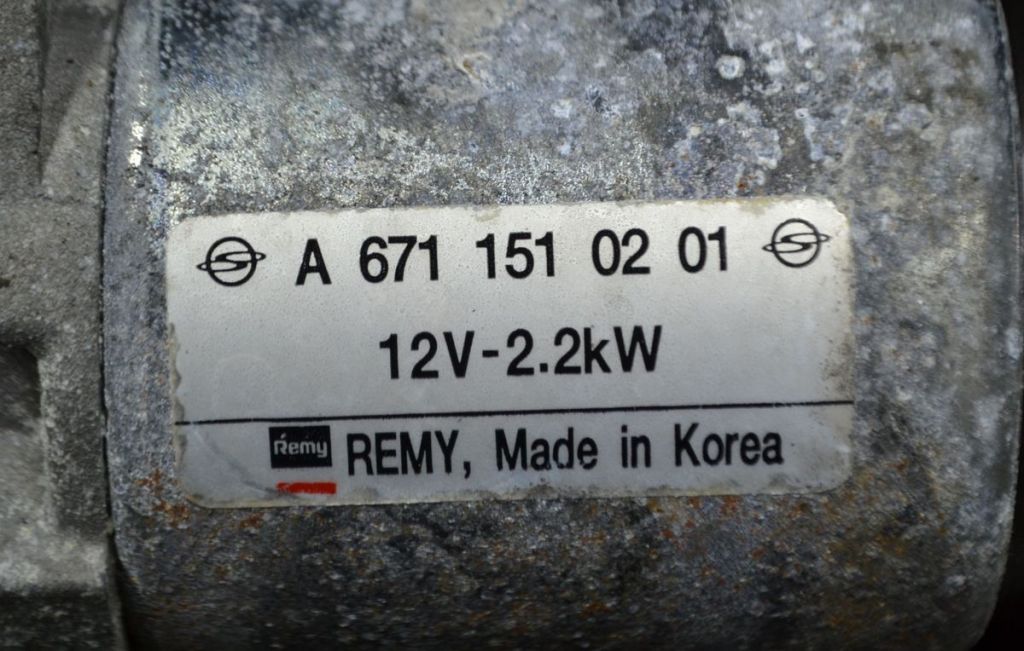 A 671 151 02 01
12V-2.2kW
Remy REMY, Made in Korea